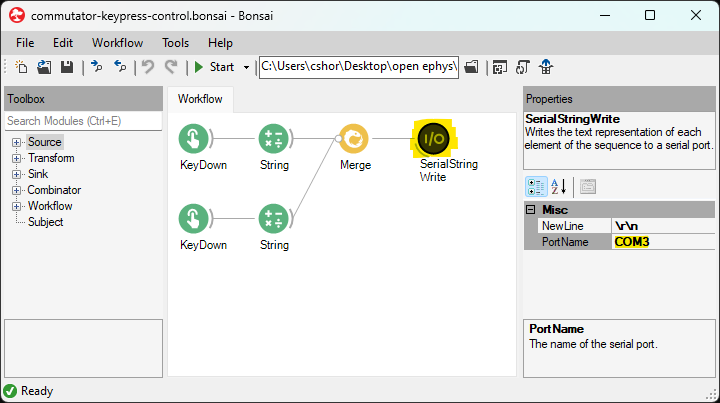 commutator-keypress-control.bonsai - Bonsai
File Edit Workflow Tools Help
Start C:\Users\cshor\Desktop\open ephys\
Toolbox
Search Modules (Ctrl+E)
Source
Transform
Sink
Combinator
Workflow
Subject
Workflow
KeyDown String Merge SerialString
Write
KeyDown String
I/O
Properties
SerialStringWrite
Writes the text representation of each
element of the sequence to a serial port.
Misc
NewLine \r\n
PortName COM3
PortName
The name of the serial port.
Ready